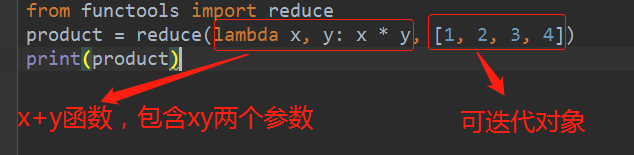 from functools import reduce
product = reduce(lambda x, y: x * y, [1, 2, 3, 4])
print(product)
x+y函数，包含xy两个参数
可迭代对象